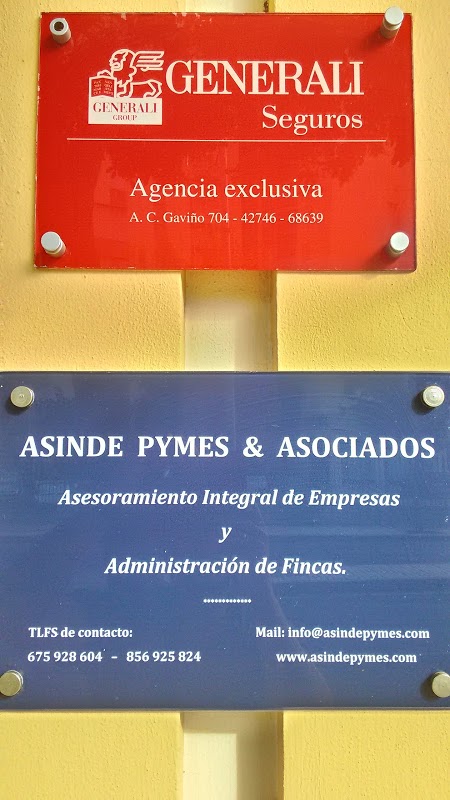 GENERALI
GENERALI
GROUP
Seguros
Agencia exclusiva
A. C. Gaviño 704 - 42746 - 68639
ASINDE PYMES & ASOCIADOS
Asesoramiento Integral de Empresas
y
Administración de Fincas.
TLFS de contacto:
Mail: info@asindepymes.com
675 928 604 - 856 925 824
www.asindepymes.com